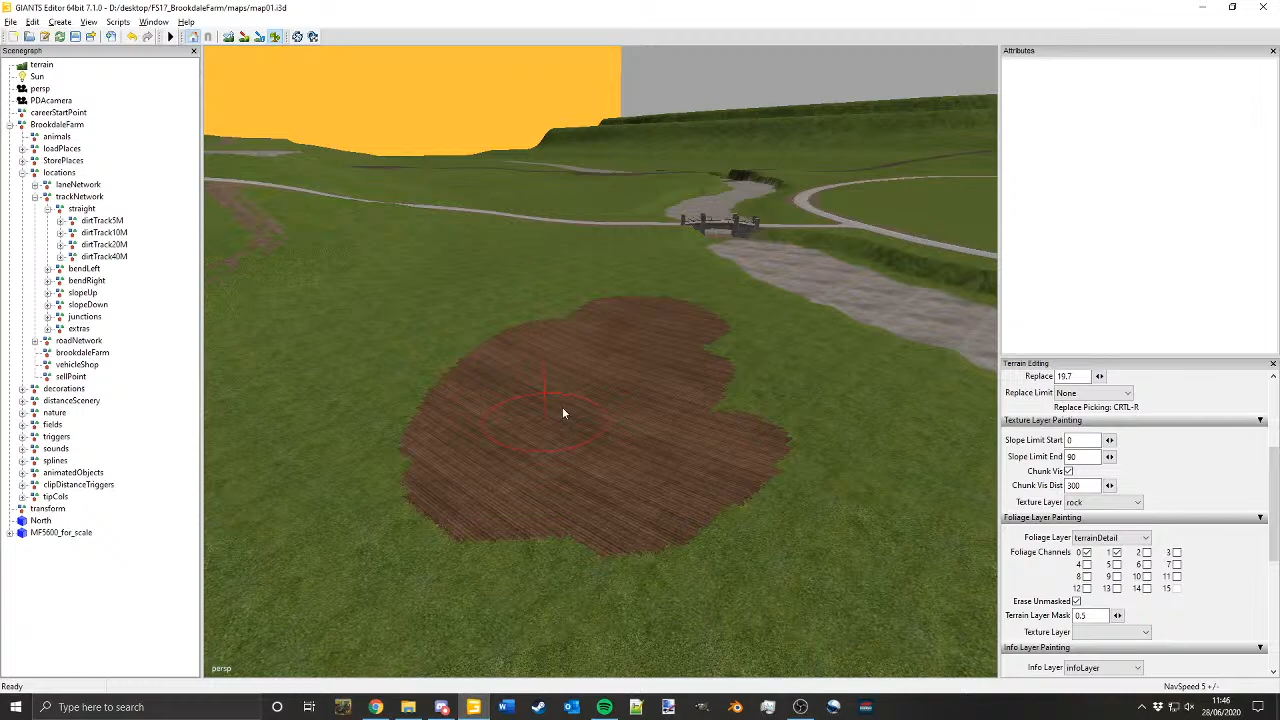 GIANTS Editor 64bit 7.1.0 - D:/desktop/FS17_BrookdaleFarm/maps/map01.i3d
File Edit Create View Scripts Window Help
Scenegraph
terrain
Sun
persp
PDAcamera
careerStartPoint
BrookdaleFarm
animals
loadPlaces
StorePlaces
locations
laneNetwork
trackNetwork
straight
dirtTrack5M
dirtTrack10M
dirtTrack20M
dirtTrack40M
bendLeft
bendRight
slopeUp
slopeDown
junctions
extras
roadNetwork
brookdaleFarm
vehicleShop
sellPoint
decorations
distanceScenery
nature
fields
triggers
sounds
splines
animatedObjects
clipDistanceTriggers
tipCols
transform
North
MF5600_for_scale
persp
Attributes
Terrain Editing
Replace 19.7
Replace Limit None
Replace Picking: CRTL-R
Texture Layer Painting
Slope Limit Start 0
Slope Limit End 90
Chunk Vis
Chunk Vis Dist 300
Texture Layer rock
Foliage Layer Painting
Foliage Layer terrainDetail
Foliage Channels 0 1 2 3
4 5 6 7
8 9 10 11
12 13 14 15
Erase Unmasked
Terrain Layer Mask 0.5
Texture Layer
Info Layer Painting
Info Layer infoLayer
Ready
NavSpeed 5 +/-
Type here to search
11:46
28/06/2020